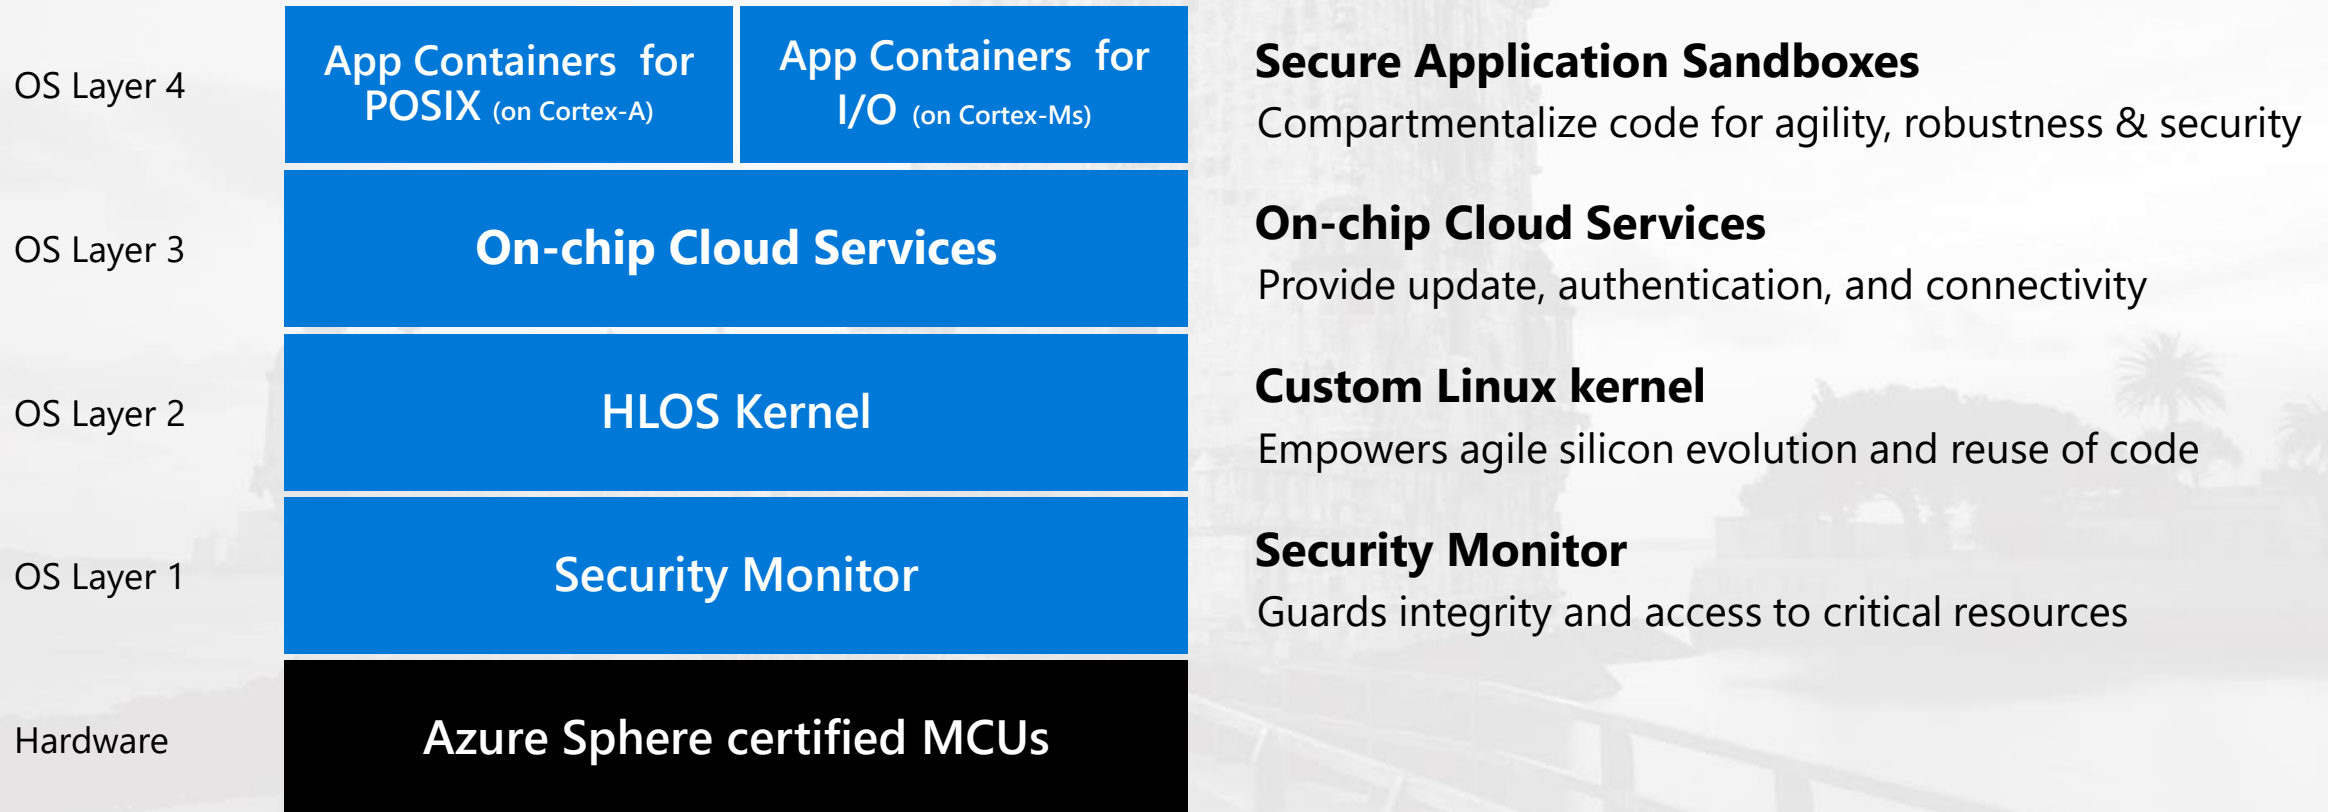 OS Layer 4
App Containers for
POSIX (on Cortex-A)
App Containers for
I/O (on Cortex-Ms)
Secure Application Sandboxes
Compartmentalize code for agility, robustness & security
OS Layer 3
On-chip Cloud Services
On-chip Cloud Services
Provide update, authentication, and connectivity
OS Layer 2
HLOS Kernel
Custom Linux kernel
Empowers agile silicon evolution and reuse of code
OS Layer 1
Security Monitor
Security Monitor
Guards integrity and access to critical resources
Hardware
Azure Sphere certified MCUs